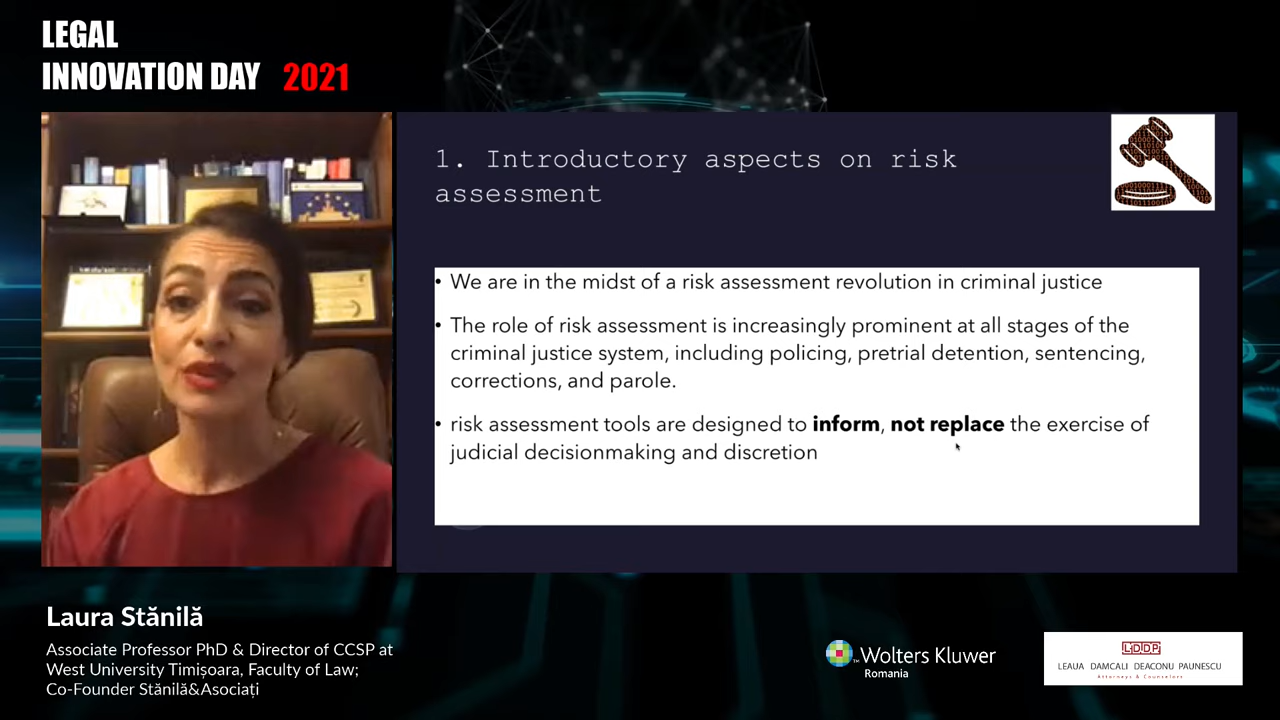 LEGAL
INNOVATION DAY 2021
1. Introductory aspects on risk
assessment
• We are in the midst of a risk assessment revolution in criminal justice
• The role of risk assessment is increasingly prominent at all stages of the
criminal justice system, including policing, pretrial detention, sentencing,
corrections, and parole.
• risk assessment tools are designed to inform, not replace the exercise of
judicial decisionmaking and discretion
Laura Stănilă
Associate Professor PhD & Director of CCSP at
West University Timișoara, Faculty of Law;
Co-Founder Stănilă&Asociați
Wolters Kluwer
Romania
LDDP
LEAUA DAMCALI DEACONU PAUNESCU
Attorneys & Counselors